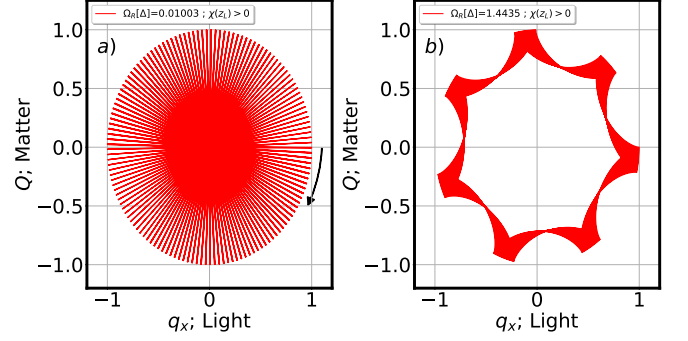 Ω_R[Δ]=0.01003 ; χ(z_L) > 0
a)
1.0
0.5
0.0
−0.5
−1.0
Q; Matter
−1
0
1
q_x; Light
Ω_R[Δ]=1.4435 ; χ(z_L) > 0
b)
1.0
0.5
0.0
−0.5
−1.0
Q; Matter
−1
0
1
q_x; Light